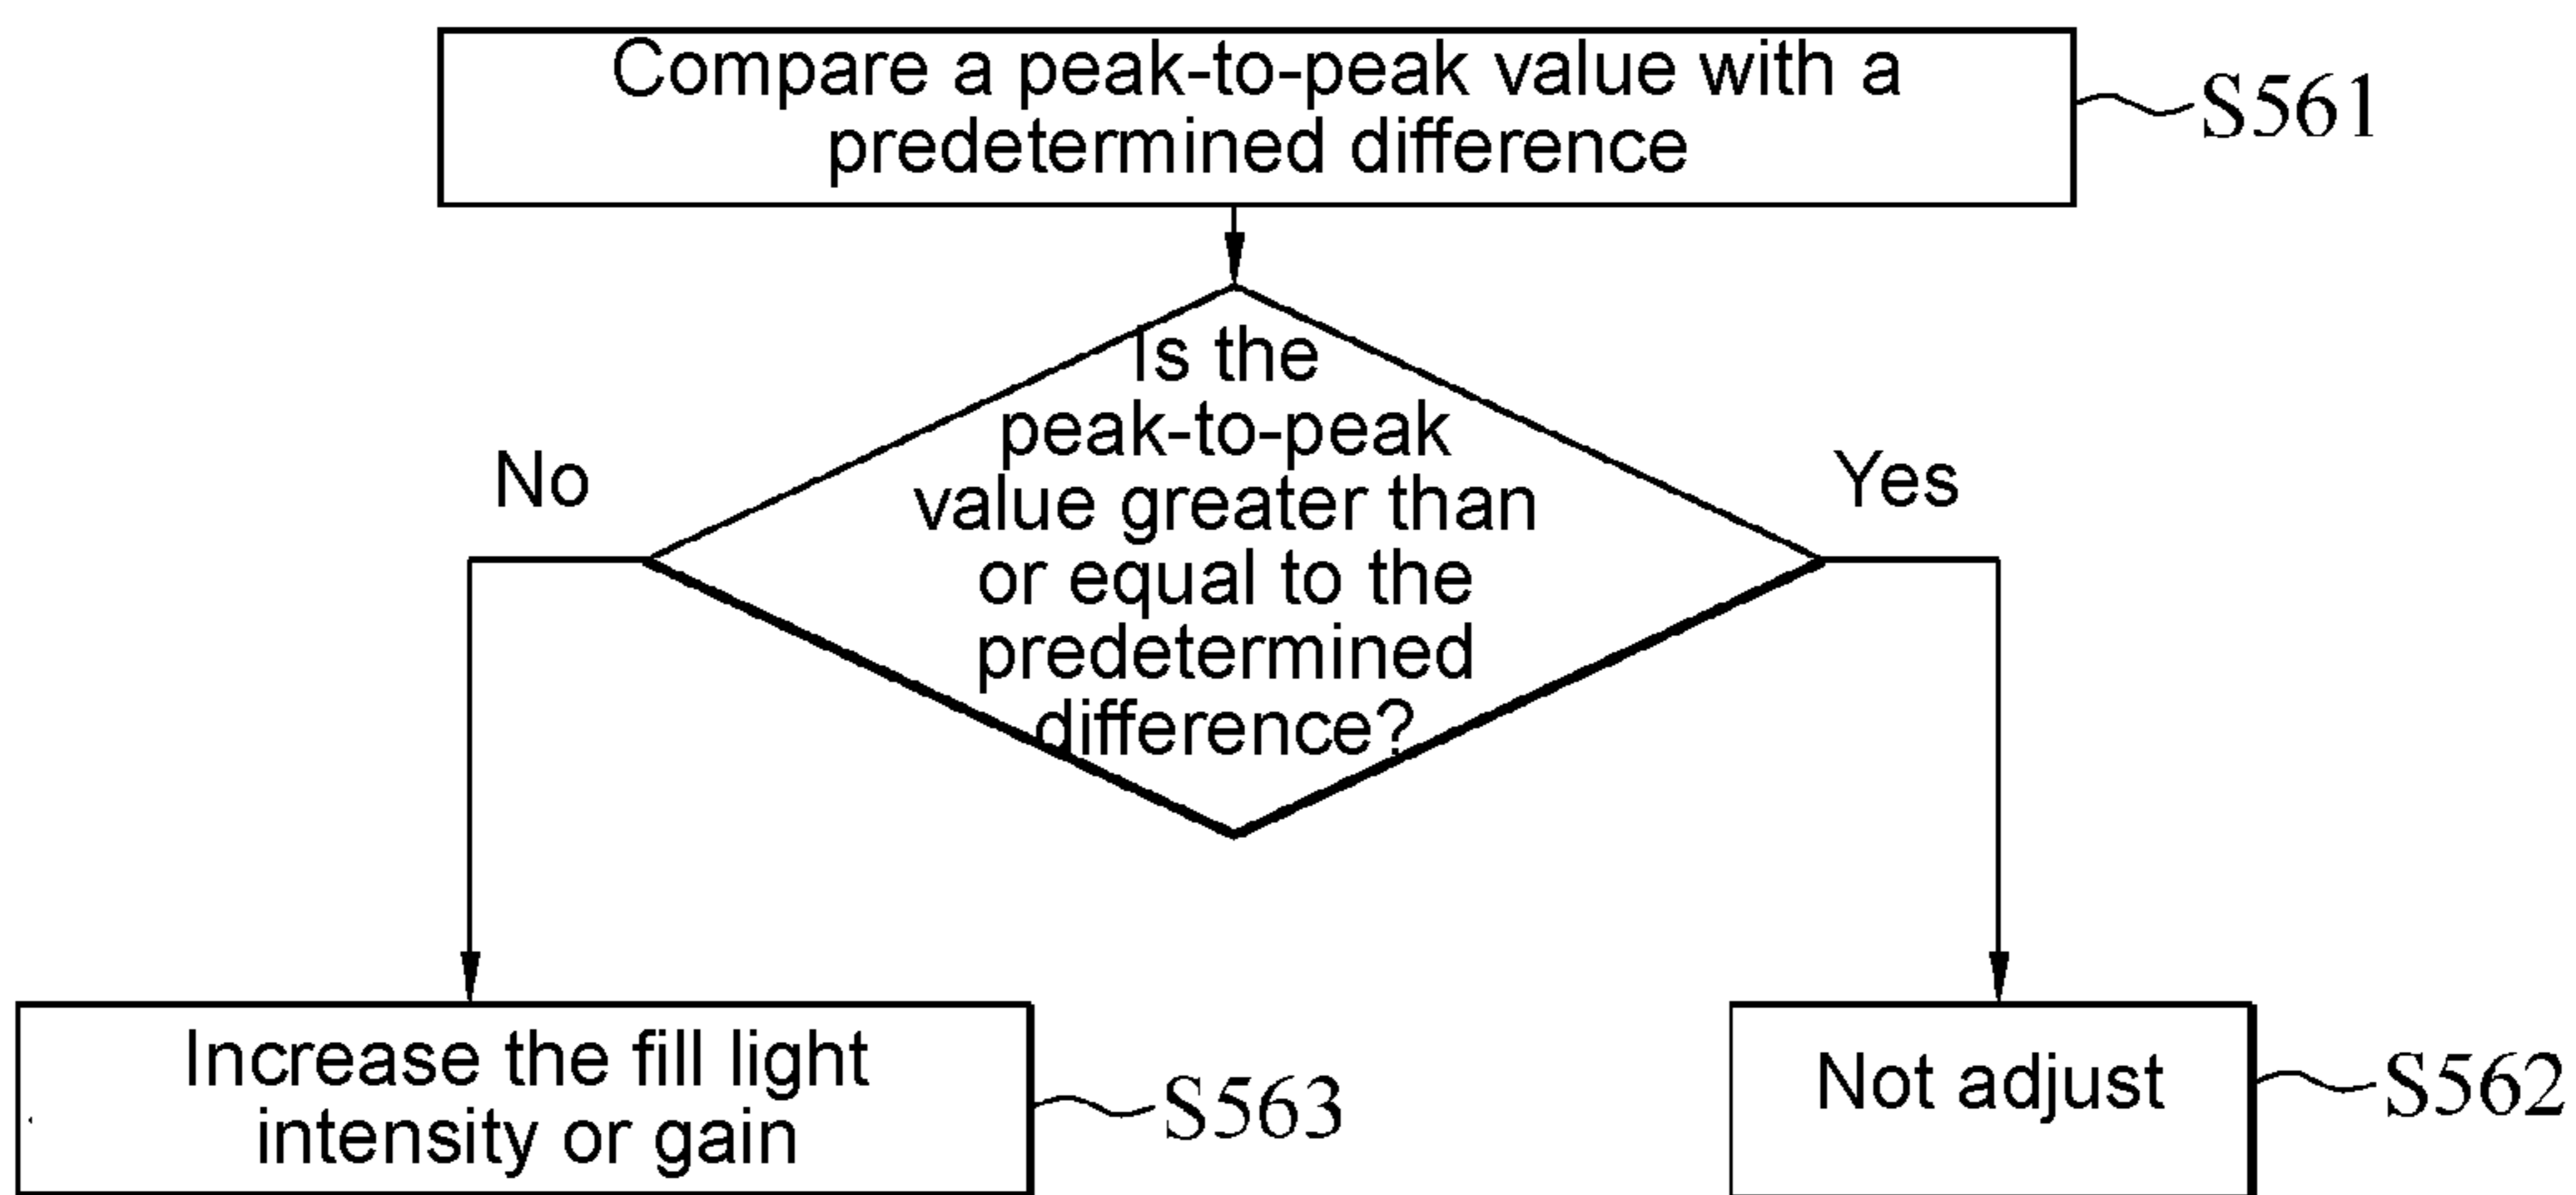 Compare a peak-to-peak value with a
predetermined difference
S561
Is the
peak-to-peak
value greater than
or equal to the
predetermined
difference?
No
Yes
Increase the fill light
intensity or gain
S563
Not adjust
S562